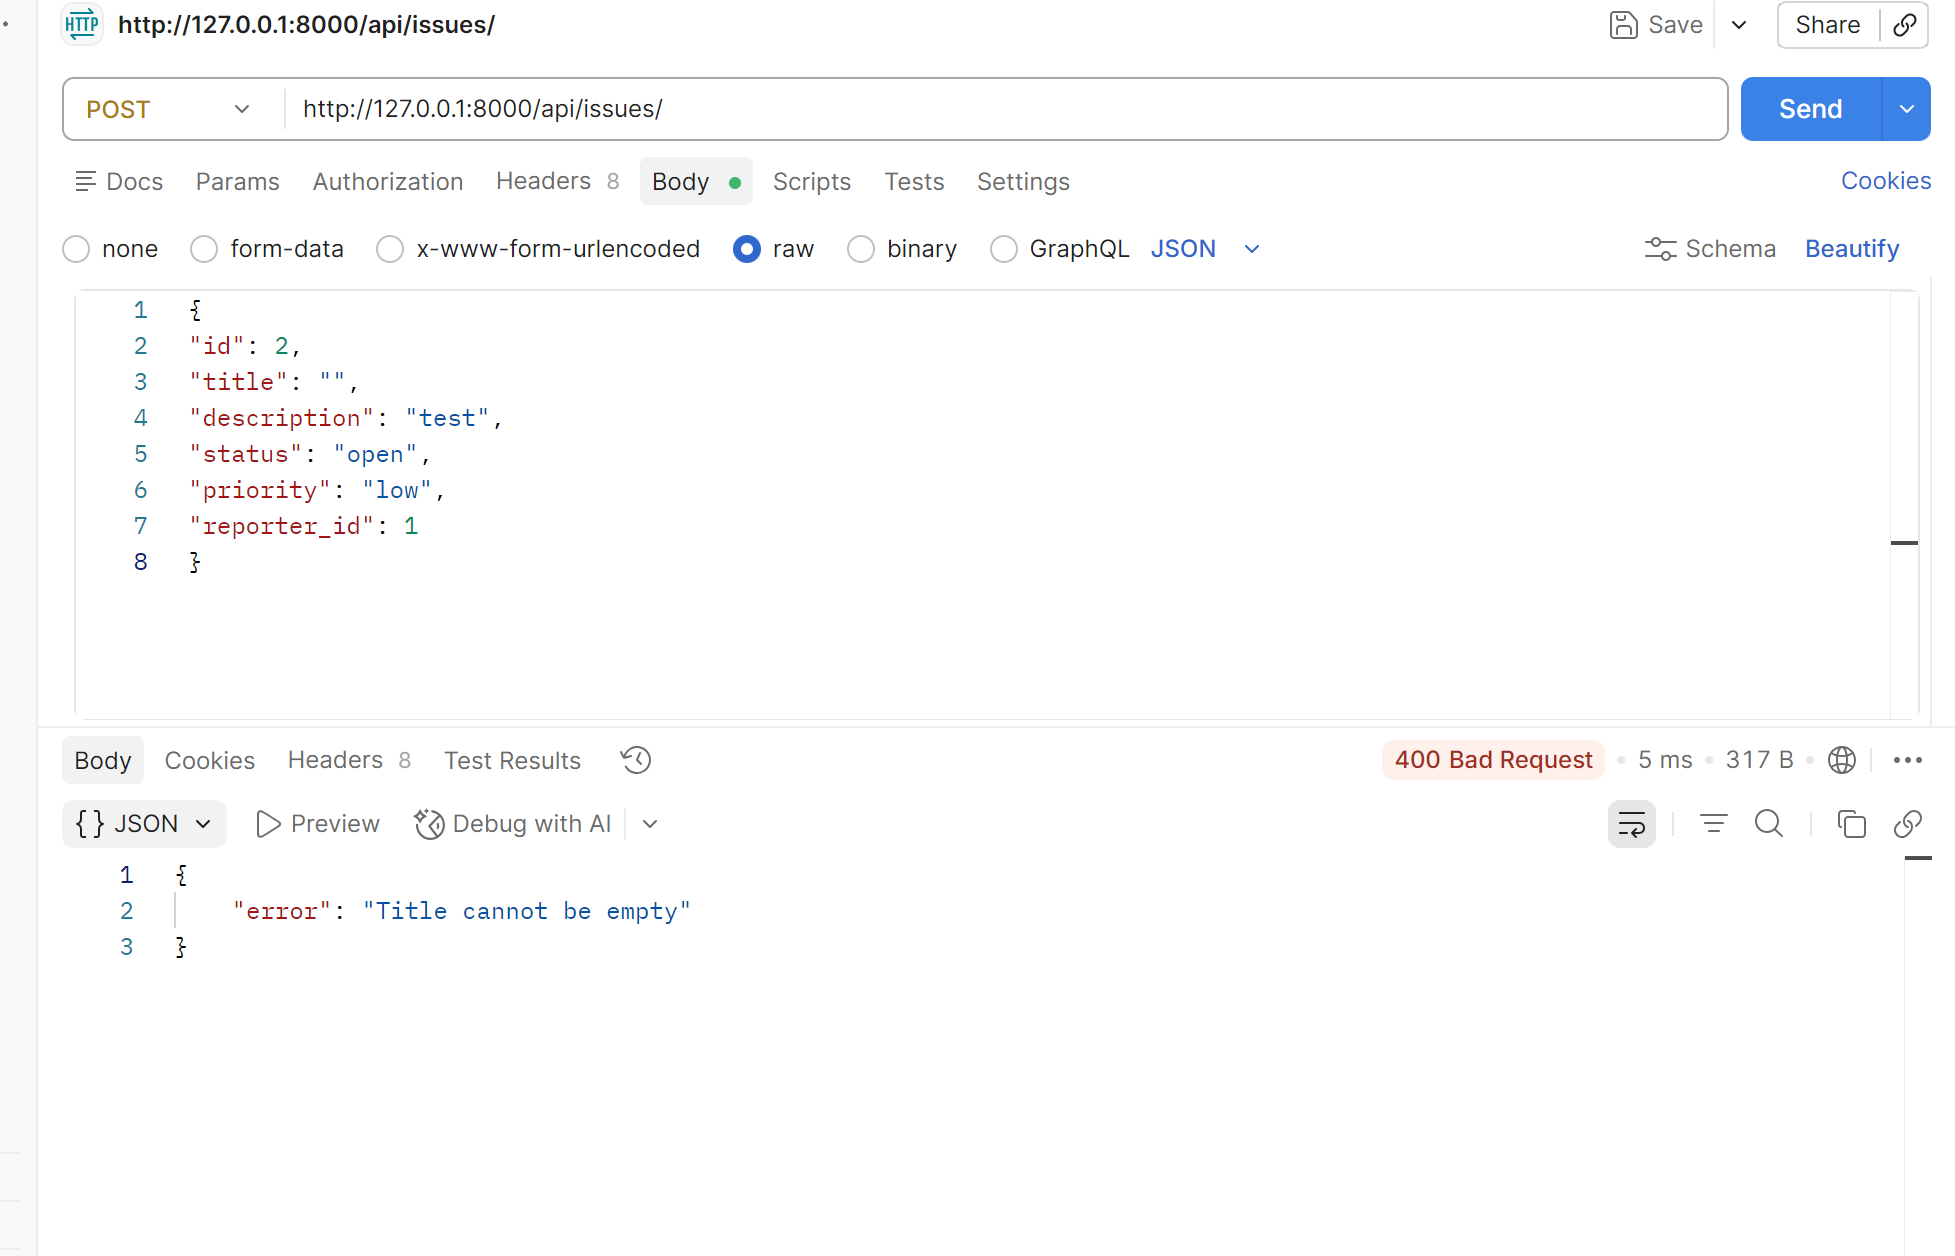 HTTP http://127.0.0.1:8000/api/issues/ Save Share
POST http://127.0.0.1:8000/api/issues/ Send
Docs Params Authorization Headers 8 Body Scripts Tests Settings Cookies
none form-data x-www-form-urlencoded raw binary GraphQL JSON Schema Beautify
1 {
2 "id": 2,
3 "title": "",
4 "description": "test",
5 "status": "open",
6 "priority": "low",
7 "reporter_id": 1
8 }
Body Cookies Headers 8 Test Results 400 Bad Request • 5 ms • 317 B •
{} JSON Preview Debug with AI
1 {
2 "error": "Title cannot be empty"
3 }